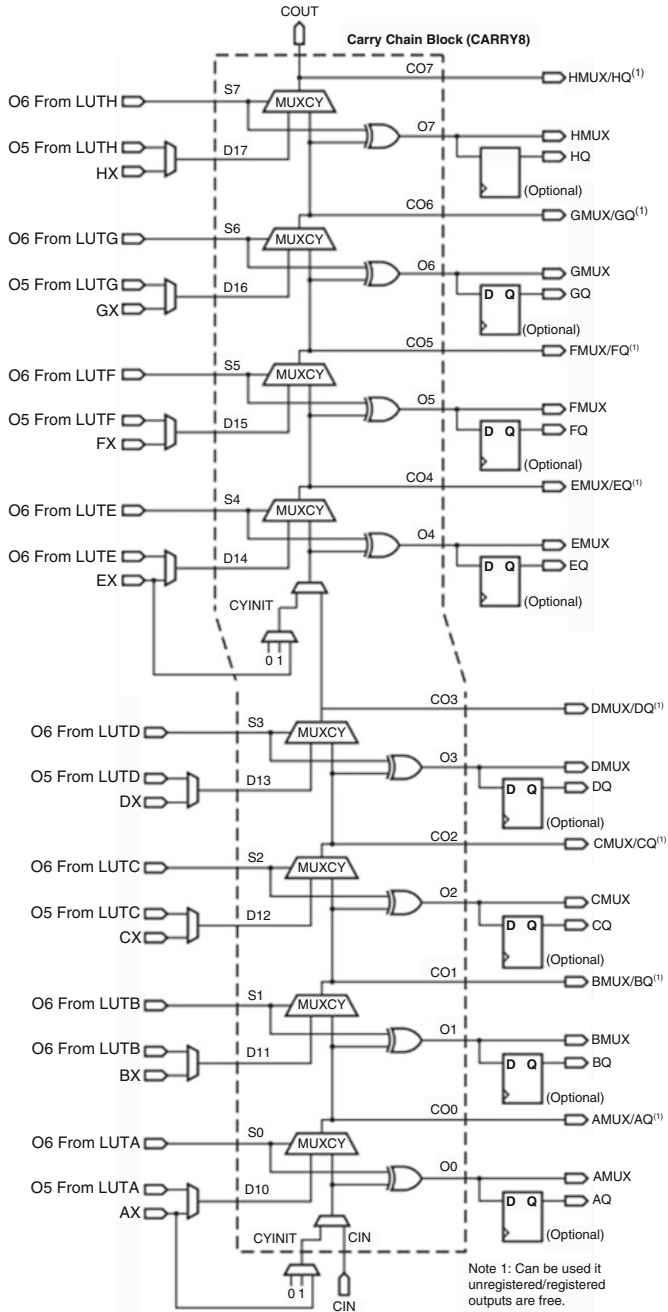 COUT
Carry Chain Block (CARRY8)
CO7
HMUX/HQ(1)
S7
O6 From LUTH
MUXCY
O7
HMUX
O5 From LUTH
HX
D17
HQ
(Optional)
CO6
GMUX/GQ(1)
S6
O6 From LUTG
MUXCY
O6
GMUX
O5 From LUTG
GX
D16
D Q
GQ
(Optional)
CO5
FMUX/FQ(1)
S5
O6 From LUTF
MUXCY
O5
FMUX
O5 From LUTF
FX
D15
D Q
FQ
(Optional)
CO4
EMUX/EQ(1)
S4
O6 From LUTE
MUXCY
O4
EMUX
O6 From LUTE
EX
D14
D Q
EQ
(Optional)
CYINIT
0 1
CO3
DMUX/DQ(1)
S3
O6 From LUTD
MUXCY
O3
DMUX
O5 From LUTD
DX
D13
D Q
DQ
(Optional)
CO2
CMUX/CQ(1)
S2
O6 From LUTC
MUXCY
O2
CMUX
O5 From LUTC
CX
D12
D Q
CQ
(Optional)
CO1
BMUX/BQ(1)
S1
O6 From LUTB
MUXCY
O1
BMUX
O6 From LUTB
BX
D11
D Q
BQ
(Optional)
CO0
AMUX/AQ(1)
S0
O6 From LUTA
MUXCY
O0
AMUX
O5 From LUTA
AX
D10
D Q
AQ
(Optional)
CYINIT
CIN
0 1
CIN
Note 1: Can be used it
unregistered/registered
outputs are free.